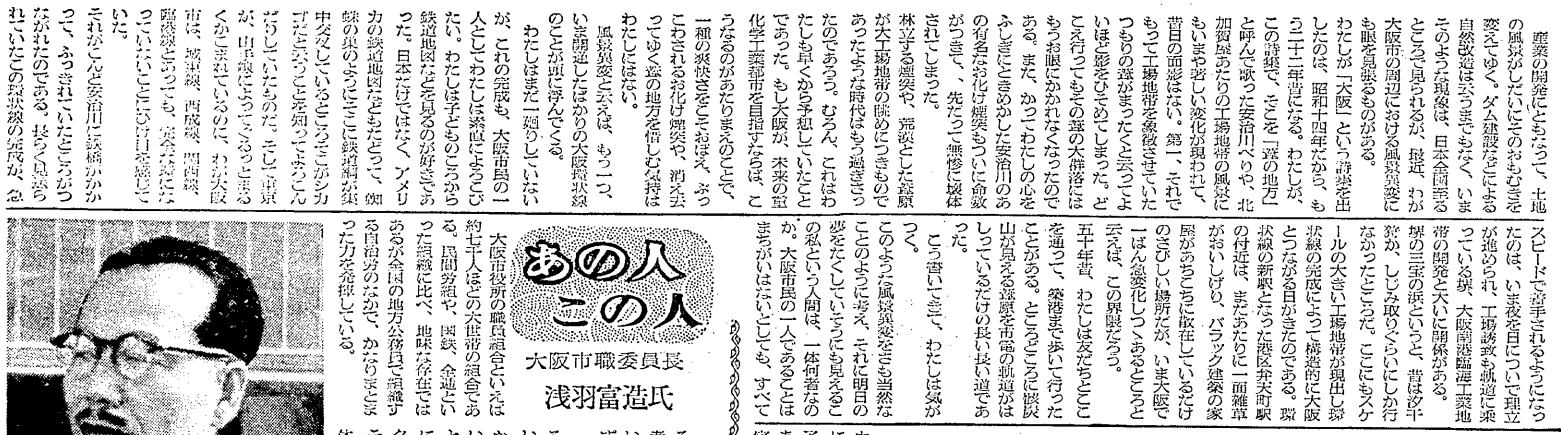 産業の開発にともなって、土地
の風景がしだいにそのおもむきを
変えてゆく。ダム建設などによる
自然改造は云うまでもなく、いま
そのような現象は、日本全国至る
ところで見られるが、最近、わが
大阪市の周辺における風景異変に
も眼を見張るものがある。
わたしが「大阪」という詩集を出
したのは、昭和十四年だから、も
う二十二年昔になる。わたしが、
この詩集で、そこを「葦の地方」
と呼んで歌った安治川べりや、北
加賀屋あたりの工場地帯の風景に
もいまや著しい変化が現われて、
昔日の面影はない。第一、それで
もって工場地帯を象徴させていた
つもりの葦がまったくと云ってよ
いほど影をひそめてしまった。ど
こえ行ってもその葦の大群落には
もうお眼にかかれなくなったので
ある。また、かつてわたしの心を
ふしぎにときめかした安治川のあ
の有名なお化け煙突もついに命数
がつきて、先だって無惨に壊体
されてしまった。
林立する煙突や、荒漠とした葦原
が大工場地帯の眺めにつきもので
あったような時代はもう過ぎさっ
たのであろう。むろん、これはわ
たしも早くから予想していたこと
であった。もし大阪が、未来の重
化学工業都市を目指すならば、こ
うなるのがあたりまえのことで、
一種の爽快さをこそおぼえ、ぶっ
こわされるお化け煙突や、消え去
ってゆく葦の地方を惜しむ気持は
わたしにはない。
風景異変と云えば、もう一つ、
いま開通したばかりの大阪環状線
のことが頭に浮んでくる。
わたしはまだ一廻りしていない
が、これの完成も、大阪市民の一
人としてわたしは素直によろこび
たい。わたしは子どものころから
鉄道地図などを見るのが好きであ
った。日本だけではなく、アメリ
カの鉄道地図などもたどって、蜘
蛛の巣のようにそこに鉄道網が集
中交叉しているところそこがシカ
ゴだと云うことを知ってよろこん
だりしていたものだ。そして東京
が、山手線によってぐるっとまる
くかこまれているのに、わが大阪
市は、城東線、西成線、関西線、
臨港線とあっても、完全な環にな
っていないことにひけ目を感じて
いた。
それがこんど安治川に鉄橋がかか
って、ふっきれていたところがつ
ながれたのである。長らく見送ら
れていたこの環状線の完成が、急
スピードで着手されるようになっ
たのは、いま夜を日についで埋立
が進められ、工場誘致も軌道に乗
っている堺、大阪南港臨海工業地
帯の開発と大いに関係がある。
堺の三宝の浜というと、昔は汐干
狩か、しじみ取りくらいにしか行
なかったところだ。ここにもスケ
ールの大きい工場地帯が現出し環
状線の完成によって構造的に大阪
とつながる日がきたのである。環
状線の新駅となった港区弁天町駅
の付近は、まだあたりに一面雑草
がおいしげり、バラック建築の家
屋があちこちに散在しているだけ
のさびしい場所だが、いま大阪で
一ばん急変化しつくあるところと
云えば、この界隈だろう。
五十年昔、わたしは友だちとここ
を通って、築港まで歩いて行った
ことがある。ところどころに骸炭
山が見える葦原を市電の軌道がは
しっているだけの長い長い道であ
った。
こう書いてきて、わたしは気が
つく。
このような風景異変をさも当然な
ことのように考え、それに明日の
夢をたくしていそうにも見えるこ
の私という人間は、一体何者なの
か。大阪市民の一人であることは
まちがいはないとしても、すべて
あの人
この人
大阪市職委員長
浅羽富造氏
大阪市役所の職員組合といえば
約七千人ほどの大世帯の組合であ
る。民間労組や、国鉄、全逓とい
った組織に比べ、地味な存在では
あるが全国の地方公務員で組織す
る自治労のなかで、かなりまとま
った力を発揮している。